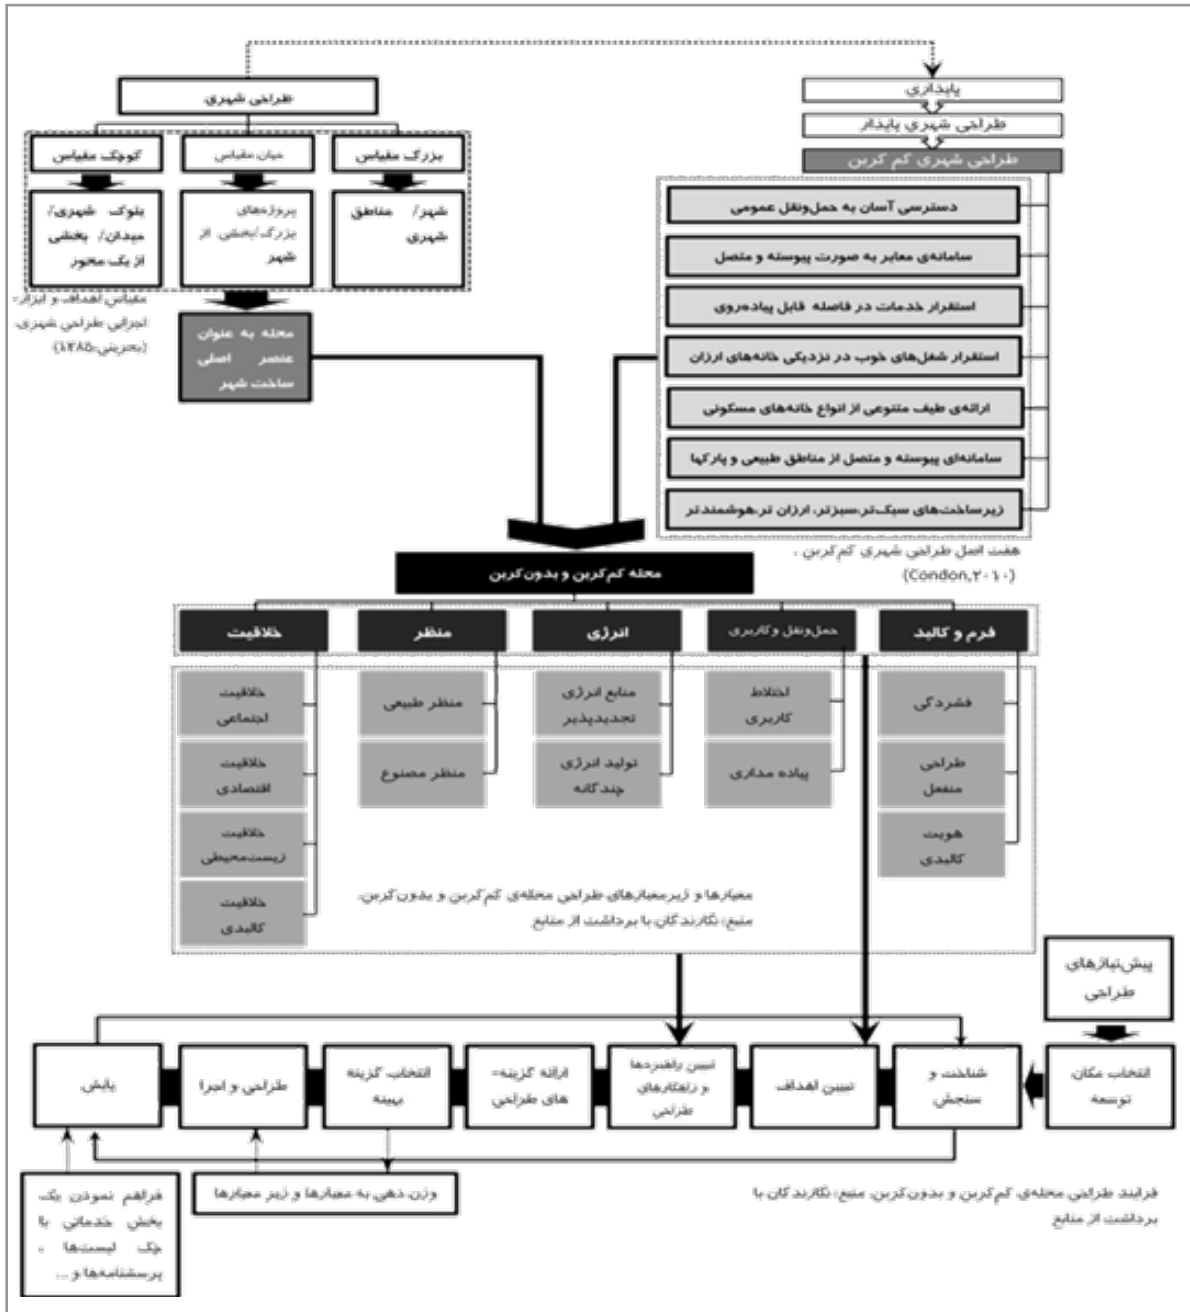 پایداری
طراحی شهری پایدار
طراحی شهری کم کربن
دسترسی آسان به حمل‌ونقل عمومی
سامانه‌ی معابر به صورت پیوسته و متصل
استقرار خدمات در فاصله قابل پیاده‌روی
استقرار شغل‌های خوب در نزدیکی خانه‌های ارزان
ارائه‌ی طیف متنوعی از انواع خانه‌های مسکونی
سامانه‌ای پیوسته و متصل از مناطق طبیعی و پارکها
زیرساخت‌های سبک‌تر،سبزتر، ارزان تر،هوشمندتر
هفت اصل طراحی شهری کم‌کربن ،
(Condon,۲۰۱۰)
طراحی شهری
بزرگ مقیاس
میان مقیاس
کوچک مقیاس
شهر/ مناطق
شهری
پروژه‌های
بزرگ/بخشی از
شهر
بلوک شهری/
میدان/ بخشی
از یک محور
مقیاس اهداف و ابزار-
اجرایی طراحی شهری،
(بحرینی،۱۳۸۵)
محله به عنوان
عنصر اصلی
ساخت شهر
محله کم‌کربن و بدون‌کربن
فرم و کالبد
حمل‌ونقل و کاربری
انرژی
منظر
خلاقیت
فشردگی
طراحی
منفعل
هویت
کالبدی
اختلاط
کاربری
پیاده مداری
منابع انرژی
تجدیدپذیر
تولید انرژی
چندگانه
منظر طبیعی
منظر مصنوع
خلاقیت
اجتماعی
خلاقیت
اقتصادی
خلاقیت
زیست‌محیطی
خلاقیت
کالبدی
معیارها و زیرمعیارهای طراحی محله‌ی کم‌کربن و بدون‌کربن،
منبع: نگارندگان با برداشت از منابع
پیش‌نیازهای
طراحی
انتخاب مکان
توسعه
شناخت و
سنجش
تبیین اهداف
تبیین راهبردها
و راهکارهای
طراحی
ارائه گزینه=
های طراحی
انتخاب گزینه
بهینه
طراحی و اجرا
پایش
وزن دهی به معیارها و زیر معیارها
فراهم نمودن یک
بخش خدماتی با
چک لیست‌ها ،
پرسشنامه‌ها و ...
فرایند طراحی محله‌ی کم‌کربن و بدون‌کربن، منبع: نگارندگان با
برداشت از منابع